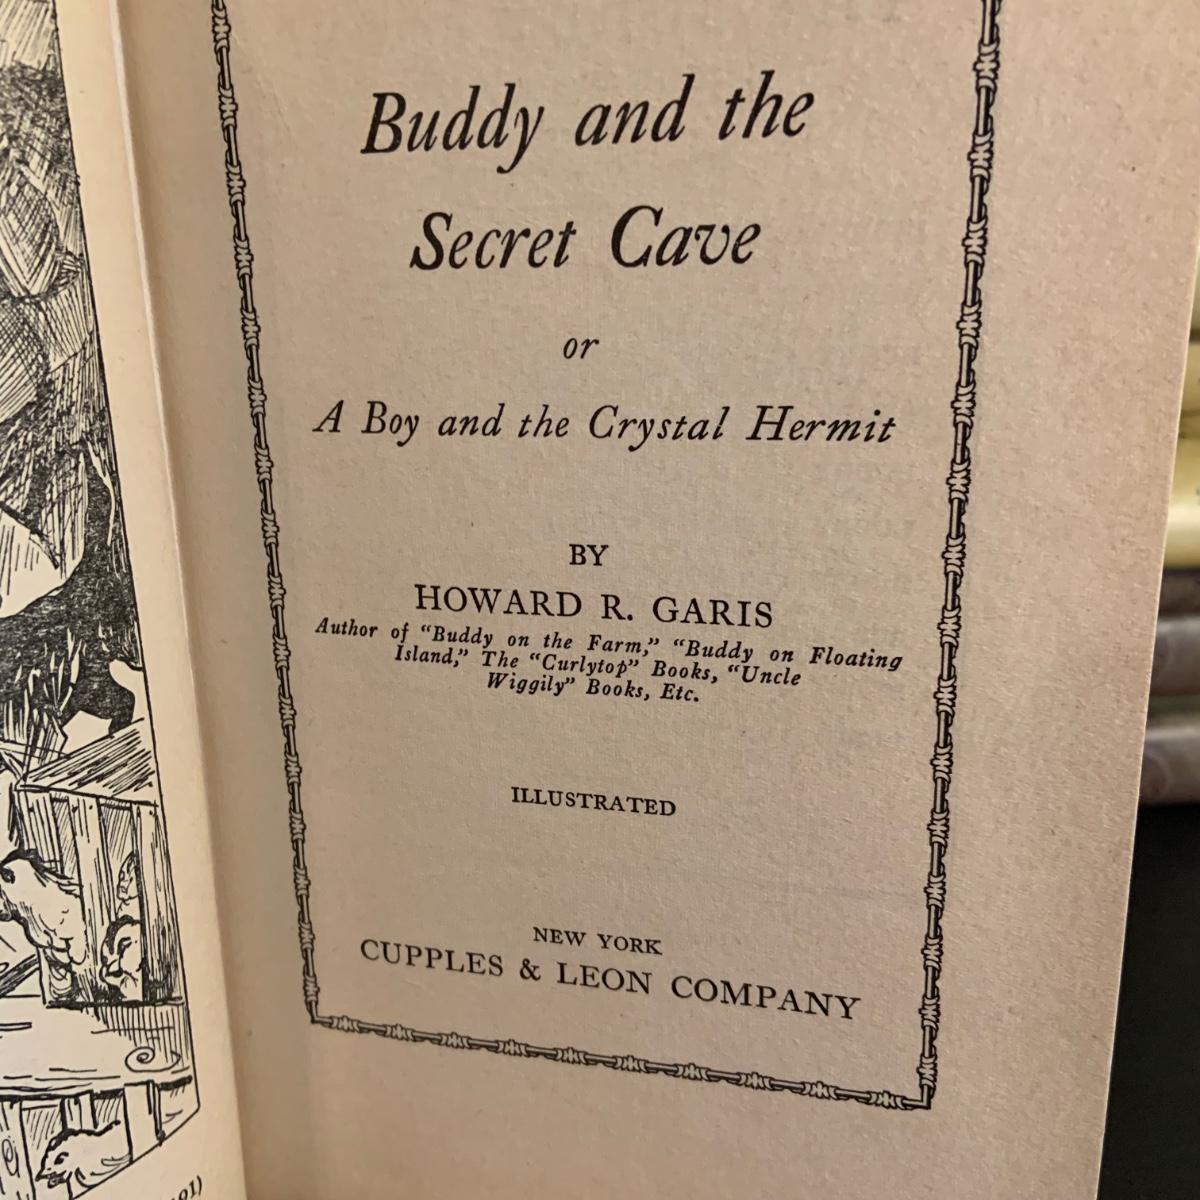 Buddy and the
Secret Cave
or
A Boy and the Crystal Hermit
BY
HOWARD R. GARIS
Author of "Buddy on the Farm," "Buddy on Floating
Island," The "Curlytop" Books, "Uncle
Wiggily" Books, Etc.
ILLUSTRATED
NEW YORK
CUPPLES & LEON COMPANY